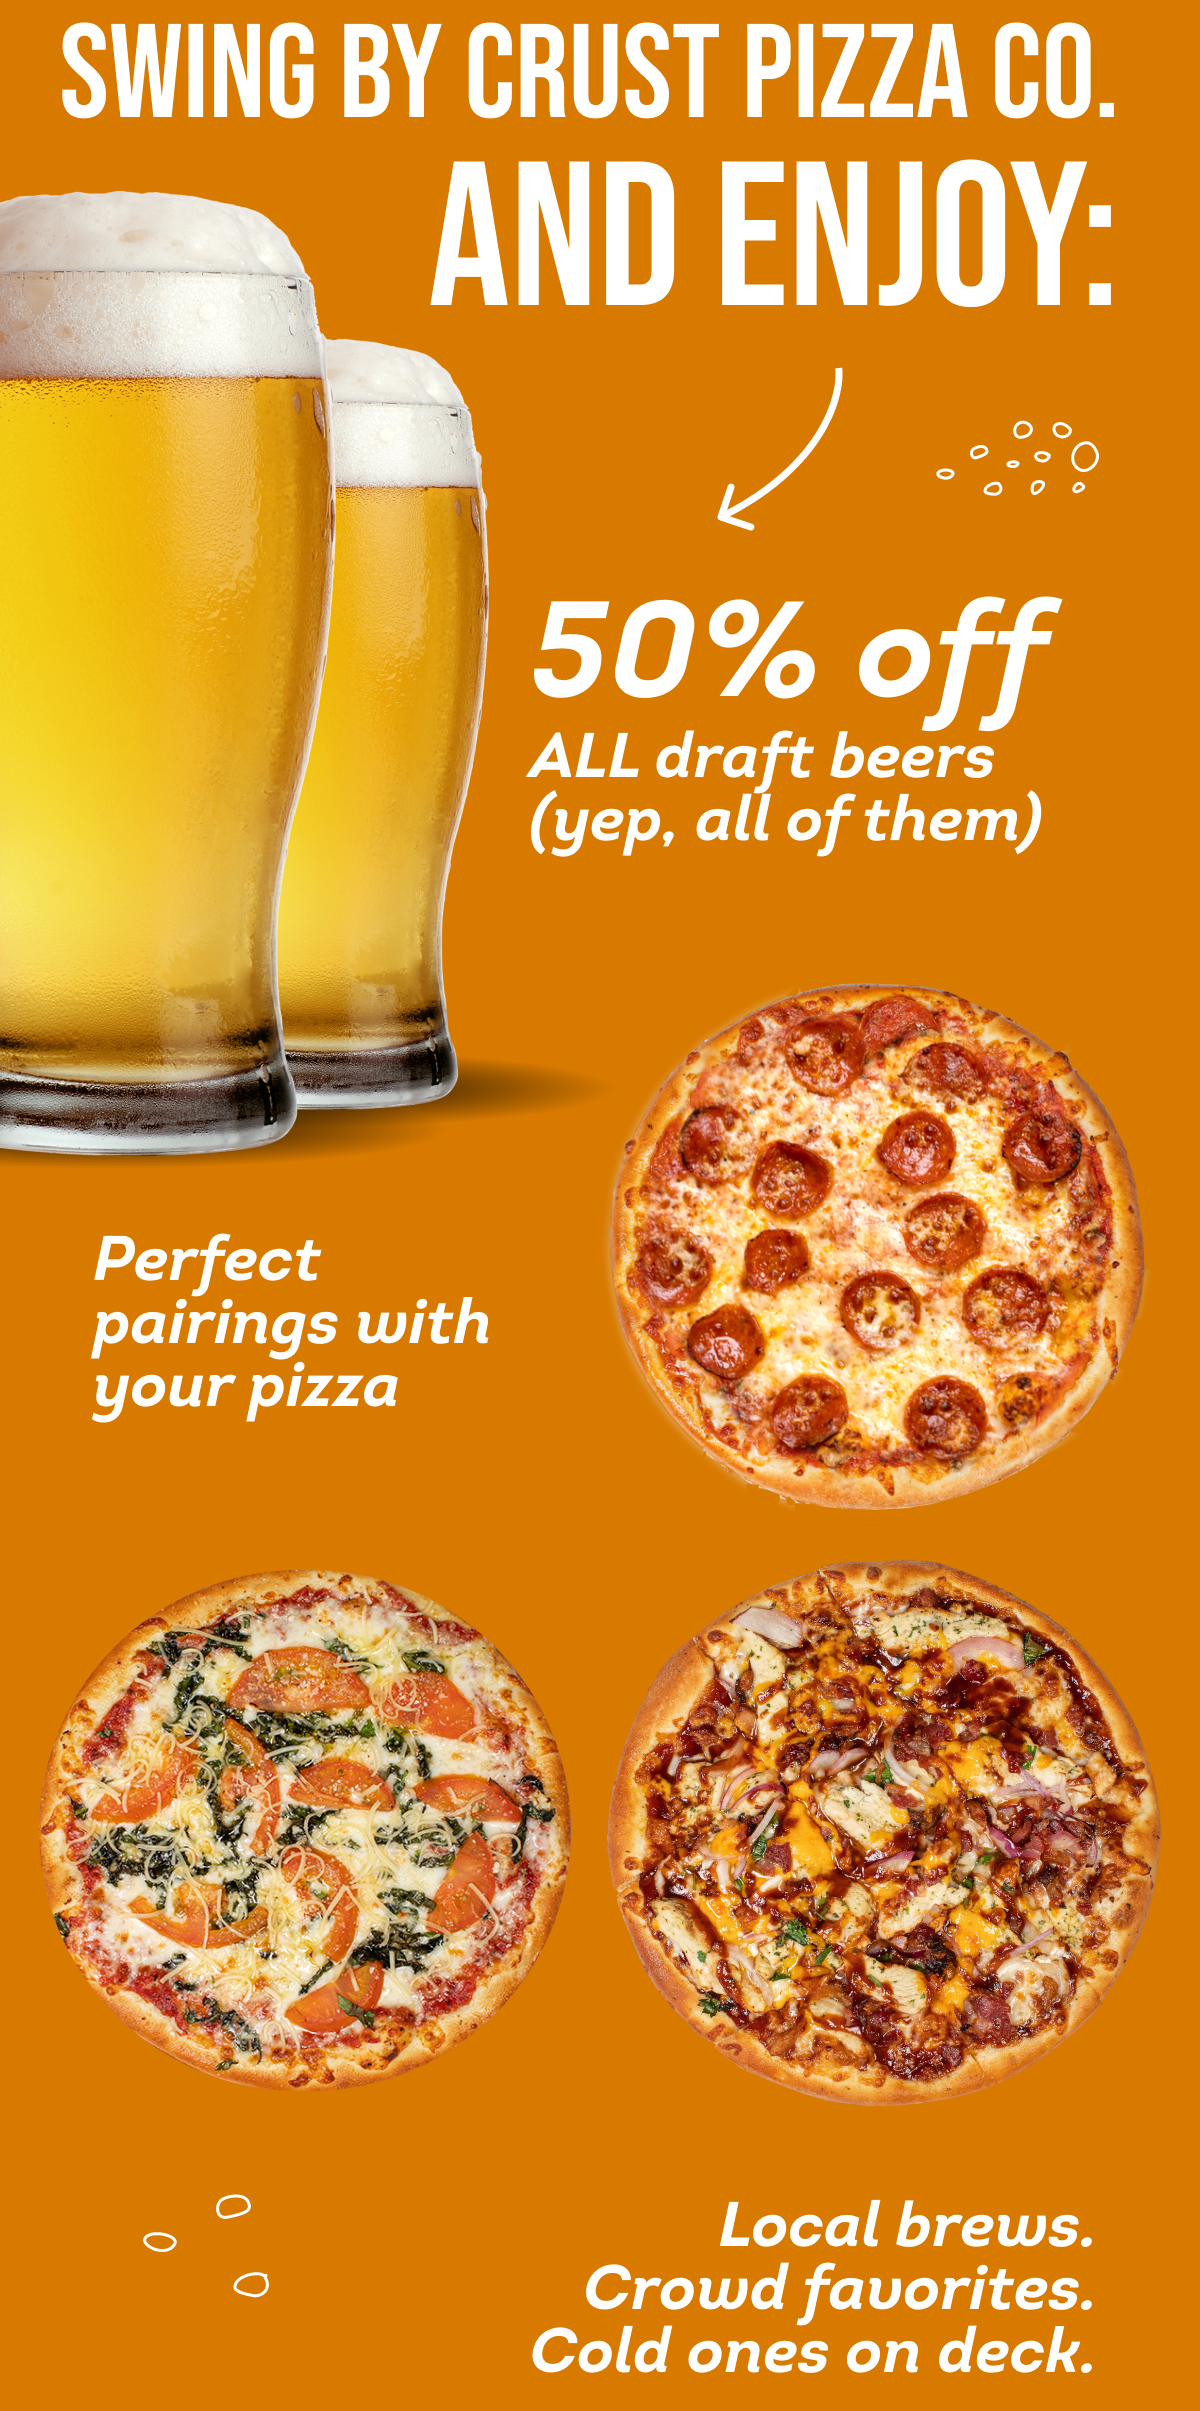 SWING BY CRUST PIZZA CO.
AND ENJOY:
50% off
ALL draft beers
(yep, all of them)
Perfect
pairings with
your pizza
Local brews.
Crowd favorites.
Cold ones on deck.